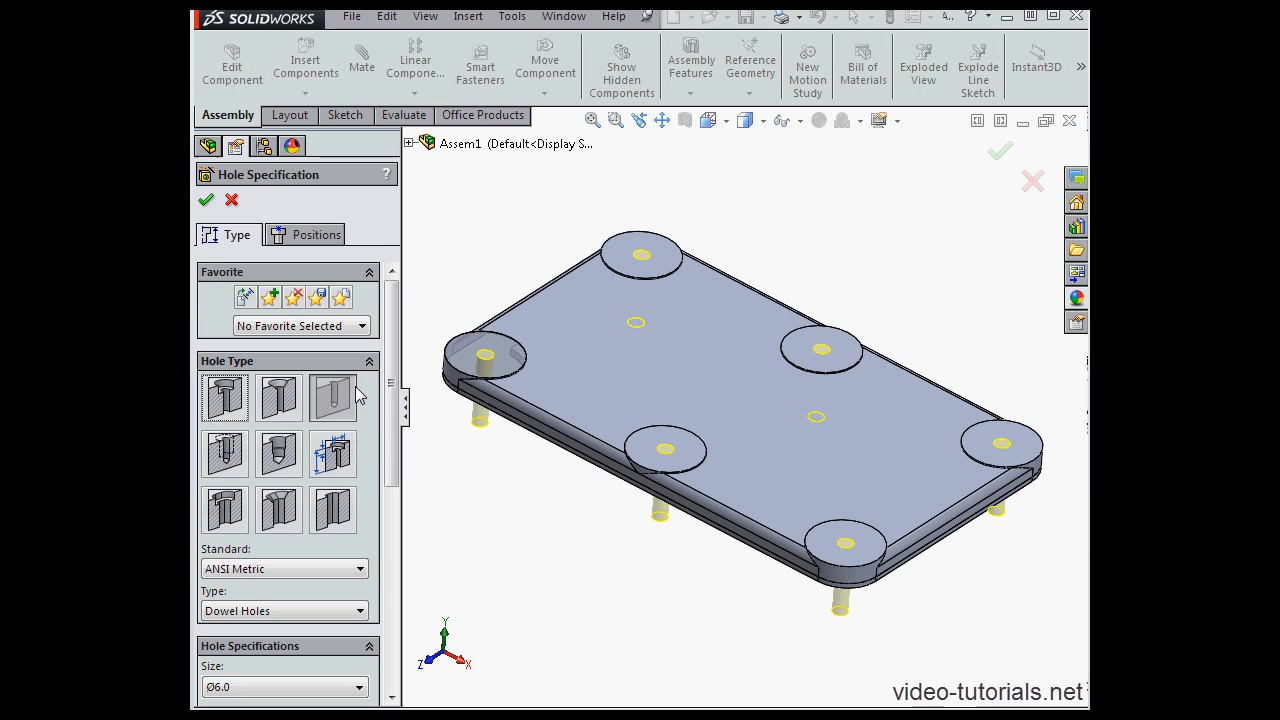 SOLIDWORKS File Edit View Insert Tools Window Help A.. ?
Edit Component
Insert Components
Mate
Linear Compone...
Smart Fasteners
Move Component
Show Hidden Components
Assembly Features
Reference Geometry
New Motion Study
Bill of Materials
Exploded View
Explode Line Sketch
Instant3D
»
Assembly Layout Sketch Evaluate Office Products
Assem1 (Default<Display S...
Hole Specification ?
Type Positions
Favorite
No Favorite Selected
Hole Type
Standard:
ANSI Metric
Type:
Dowel Holes
Hole Specifications
Size:
Ø6.0
Y
Z X
video-tutorials.net